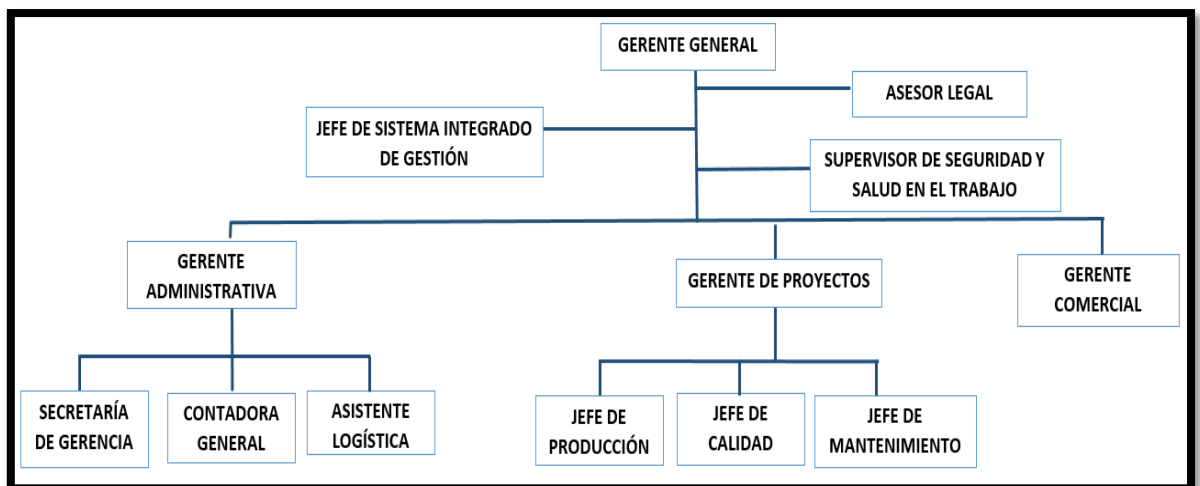 GERENTE GENERAL
ASESOR LEGAL
JEFE DE SISTEMA INTEGRADO
DE GESTIÓN
SUPERVISOR DE SEGURIDAD Y
SALUD EN EL TRABAJO
GERENTE
ADMINISTRATIVA
GERENTE DE PROYECTOS
GERENTE
COMERCIAL
SECRETARÍA
DE GERENCIA
CONTADORA
GENERAL
ASISTENTE
LOGÍSTICA
JEFE DE
PRODUCCIÓN
JEFE DE
CALIDAD
JEFE DE
MANTENIMIENTO